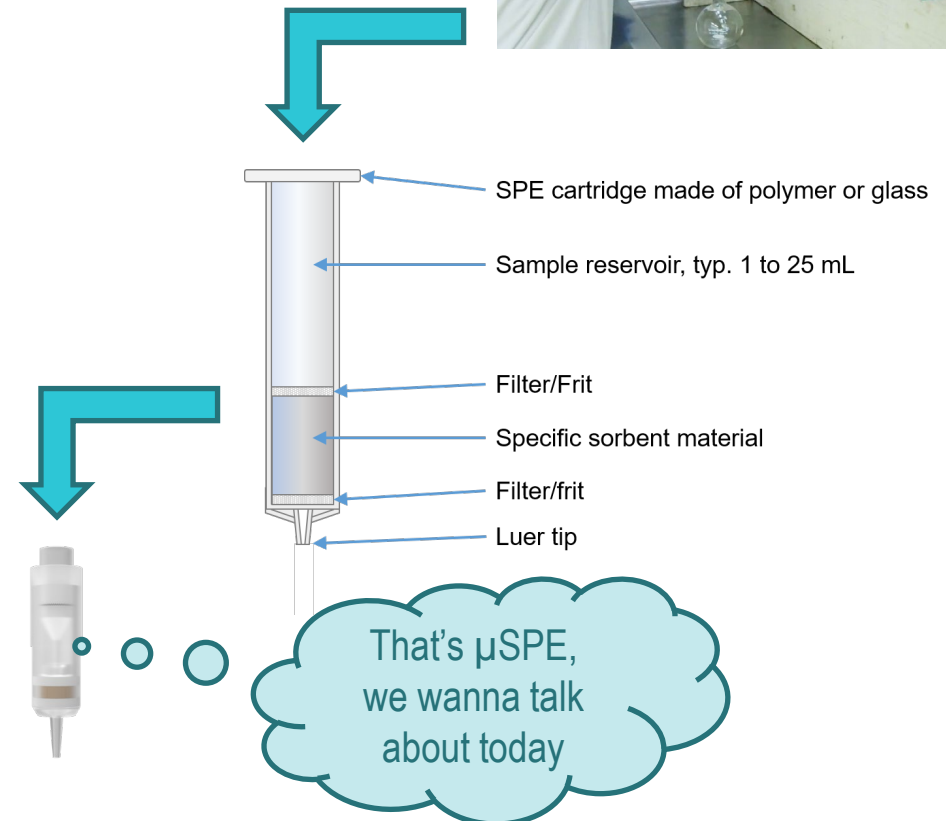 SPE cartridge made of polymer or glass
Sample reservoir, typ. 1 to 25 mL
Filter/Frit
Specific sorbent material
Filter/frit
Luer tip
That’s µSPE,
we wanna talk
about today